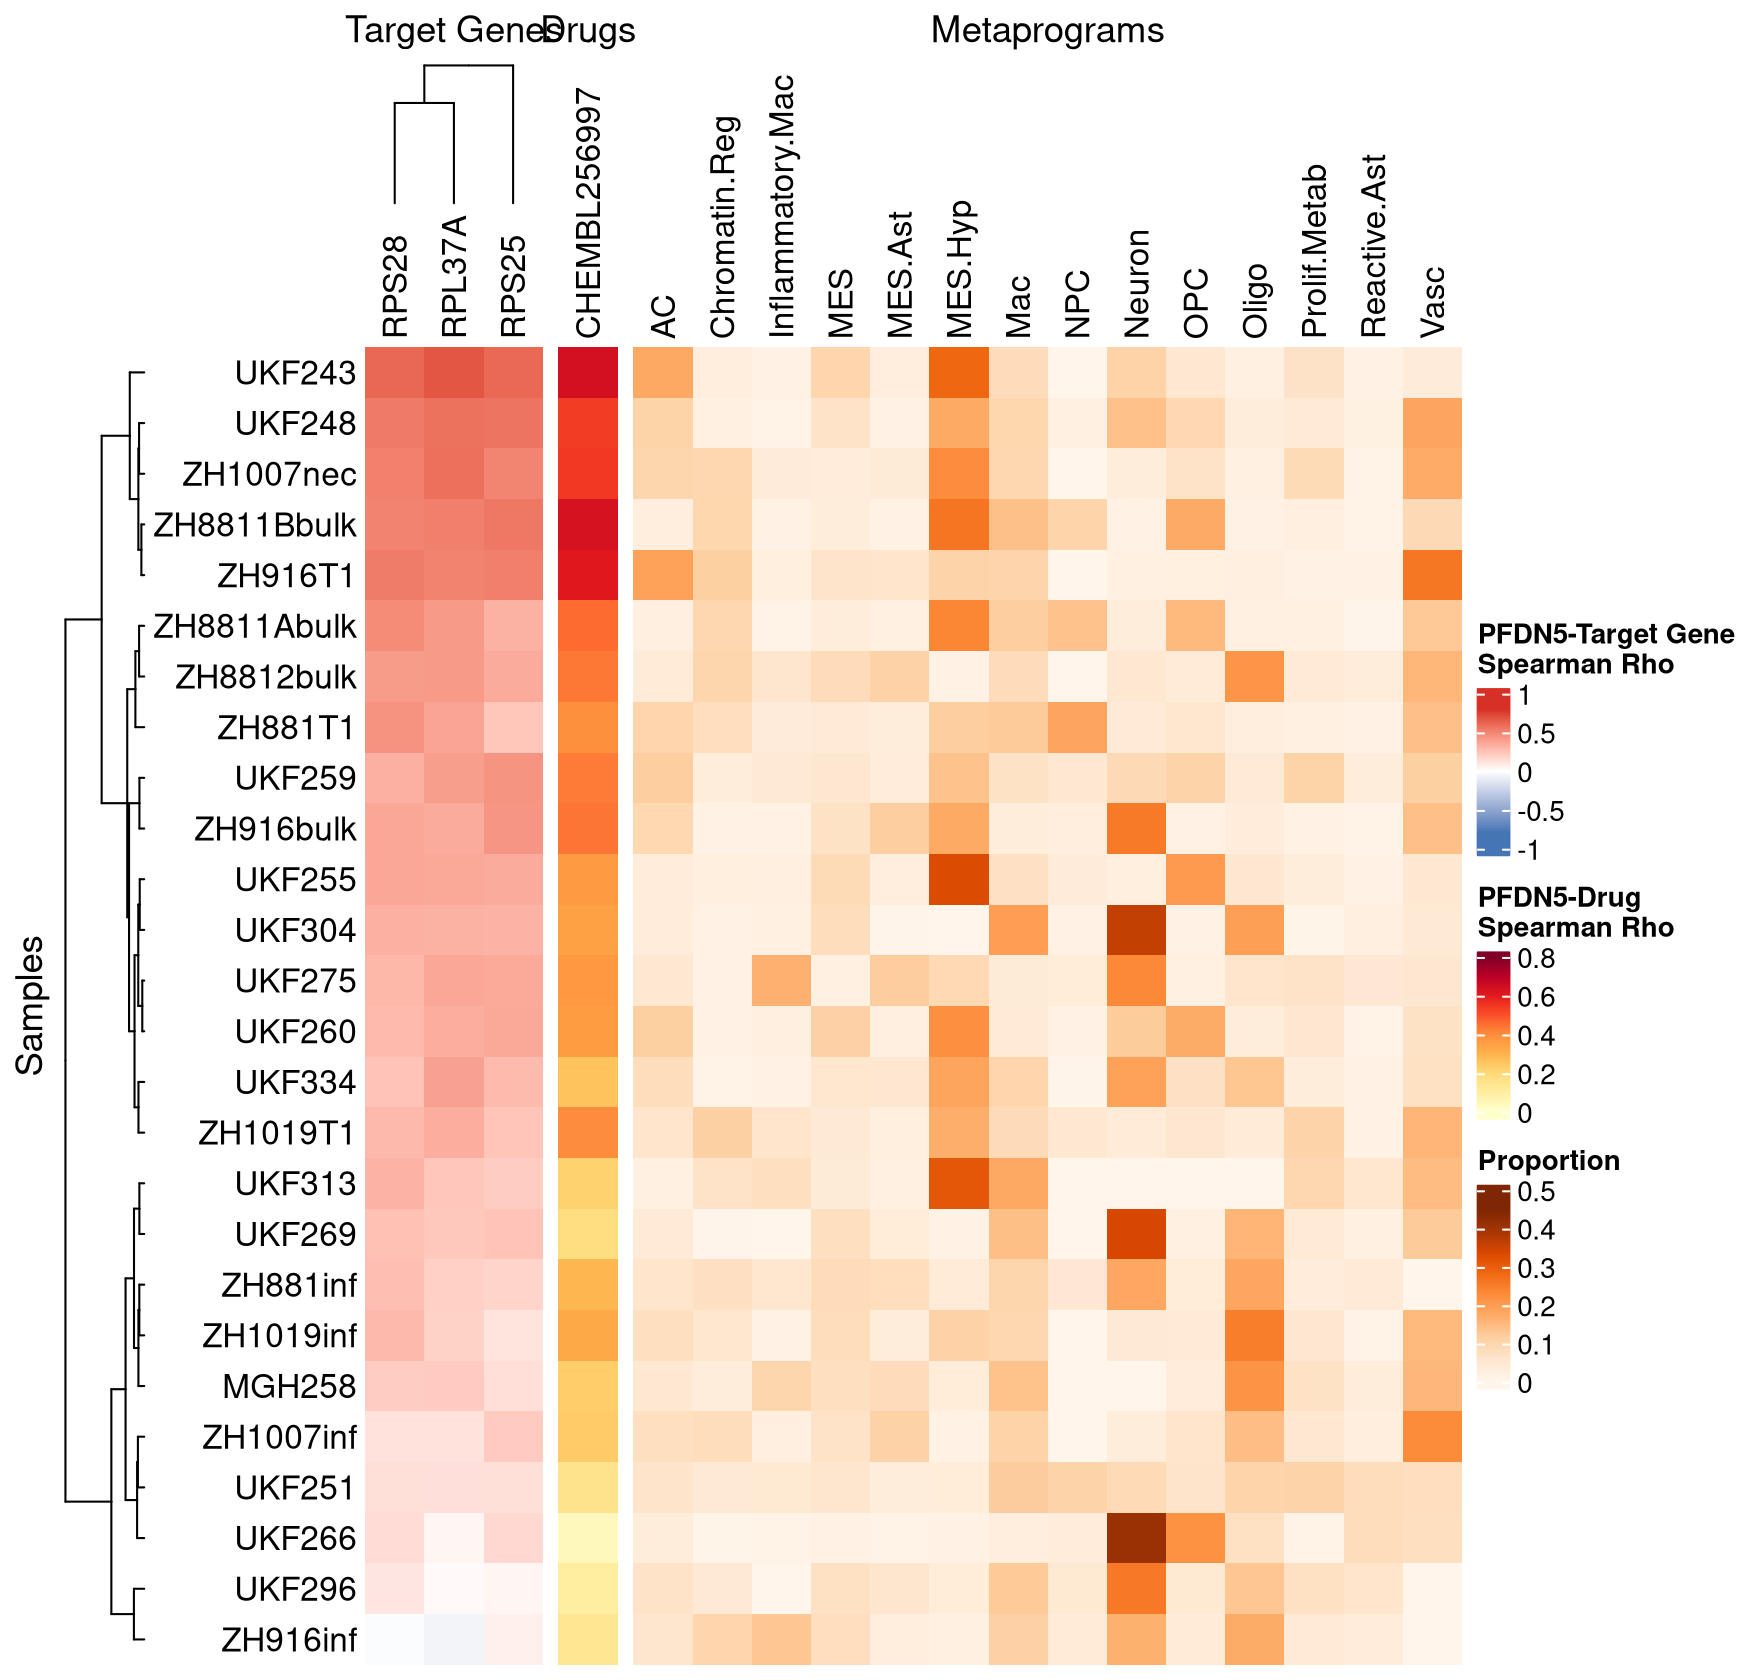 Target Genes Drugs Metaprograms
RPS28
RPL37A
RPS25
CHEMBL256997
AC
Chromatin.Reg
Inflammatory.Mac
MES
MES.Ast
MES.Hyp
Mac
NPC
Neuron
OPC
Oligo
Prolif.Metab
Reactive.Ast
Vasc
Samples
UKF243
UKF248
ZH1007nec
ZH8811Bbulk
ZH916T1
ZH8811Abulk
ZH8812bulk
ZH881T1
UKF259
ZH916bulk
UKF255
UKF304
UKF275
UKF260
UKF334
ZH1019T1
UKF313
UKF269
ZH881inf
ZH1019inf
MGH258
ZH1007inf
UKF251
UKF266
UKF296
ZH916inf
PFDN5-Target Gene
Spearman Rho
1
0.5
0
-0.5
-1
PFDN5-Drug
Spearman Rho
0.8
0.6
0.4
0.2
0
Proportion
0.5
0.4
0.3
0.2
0.1
0